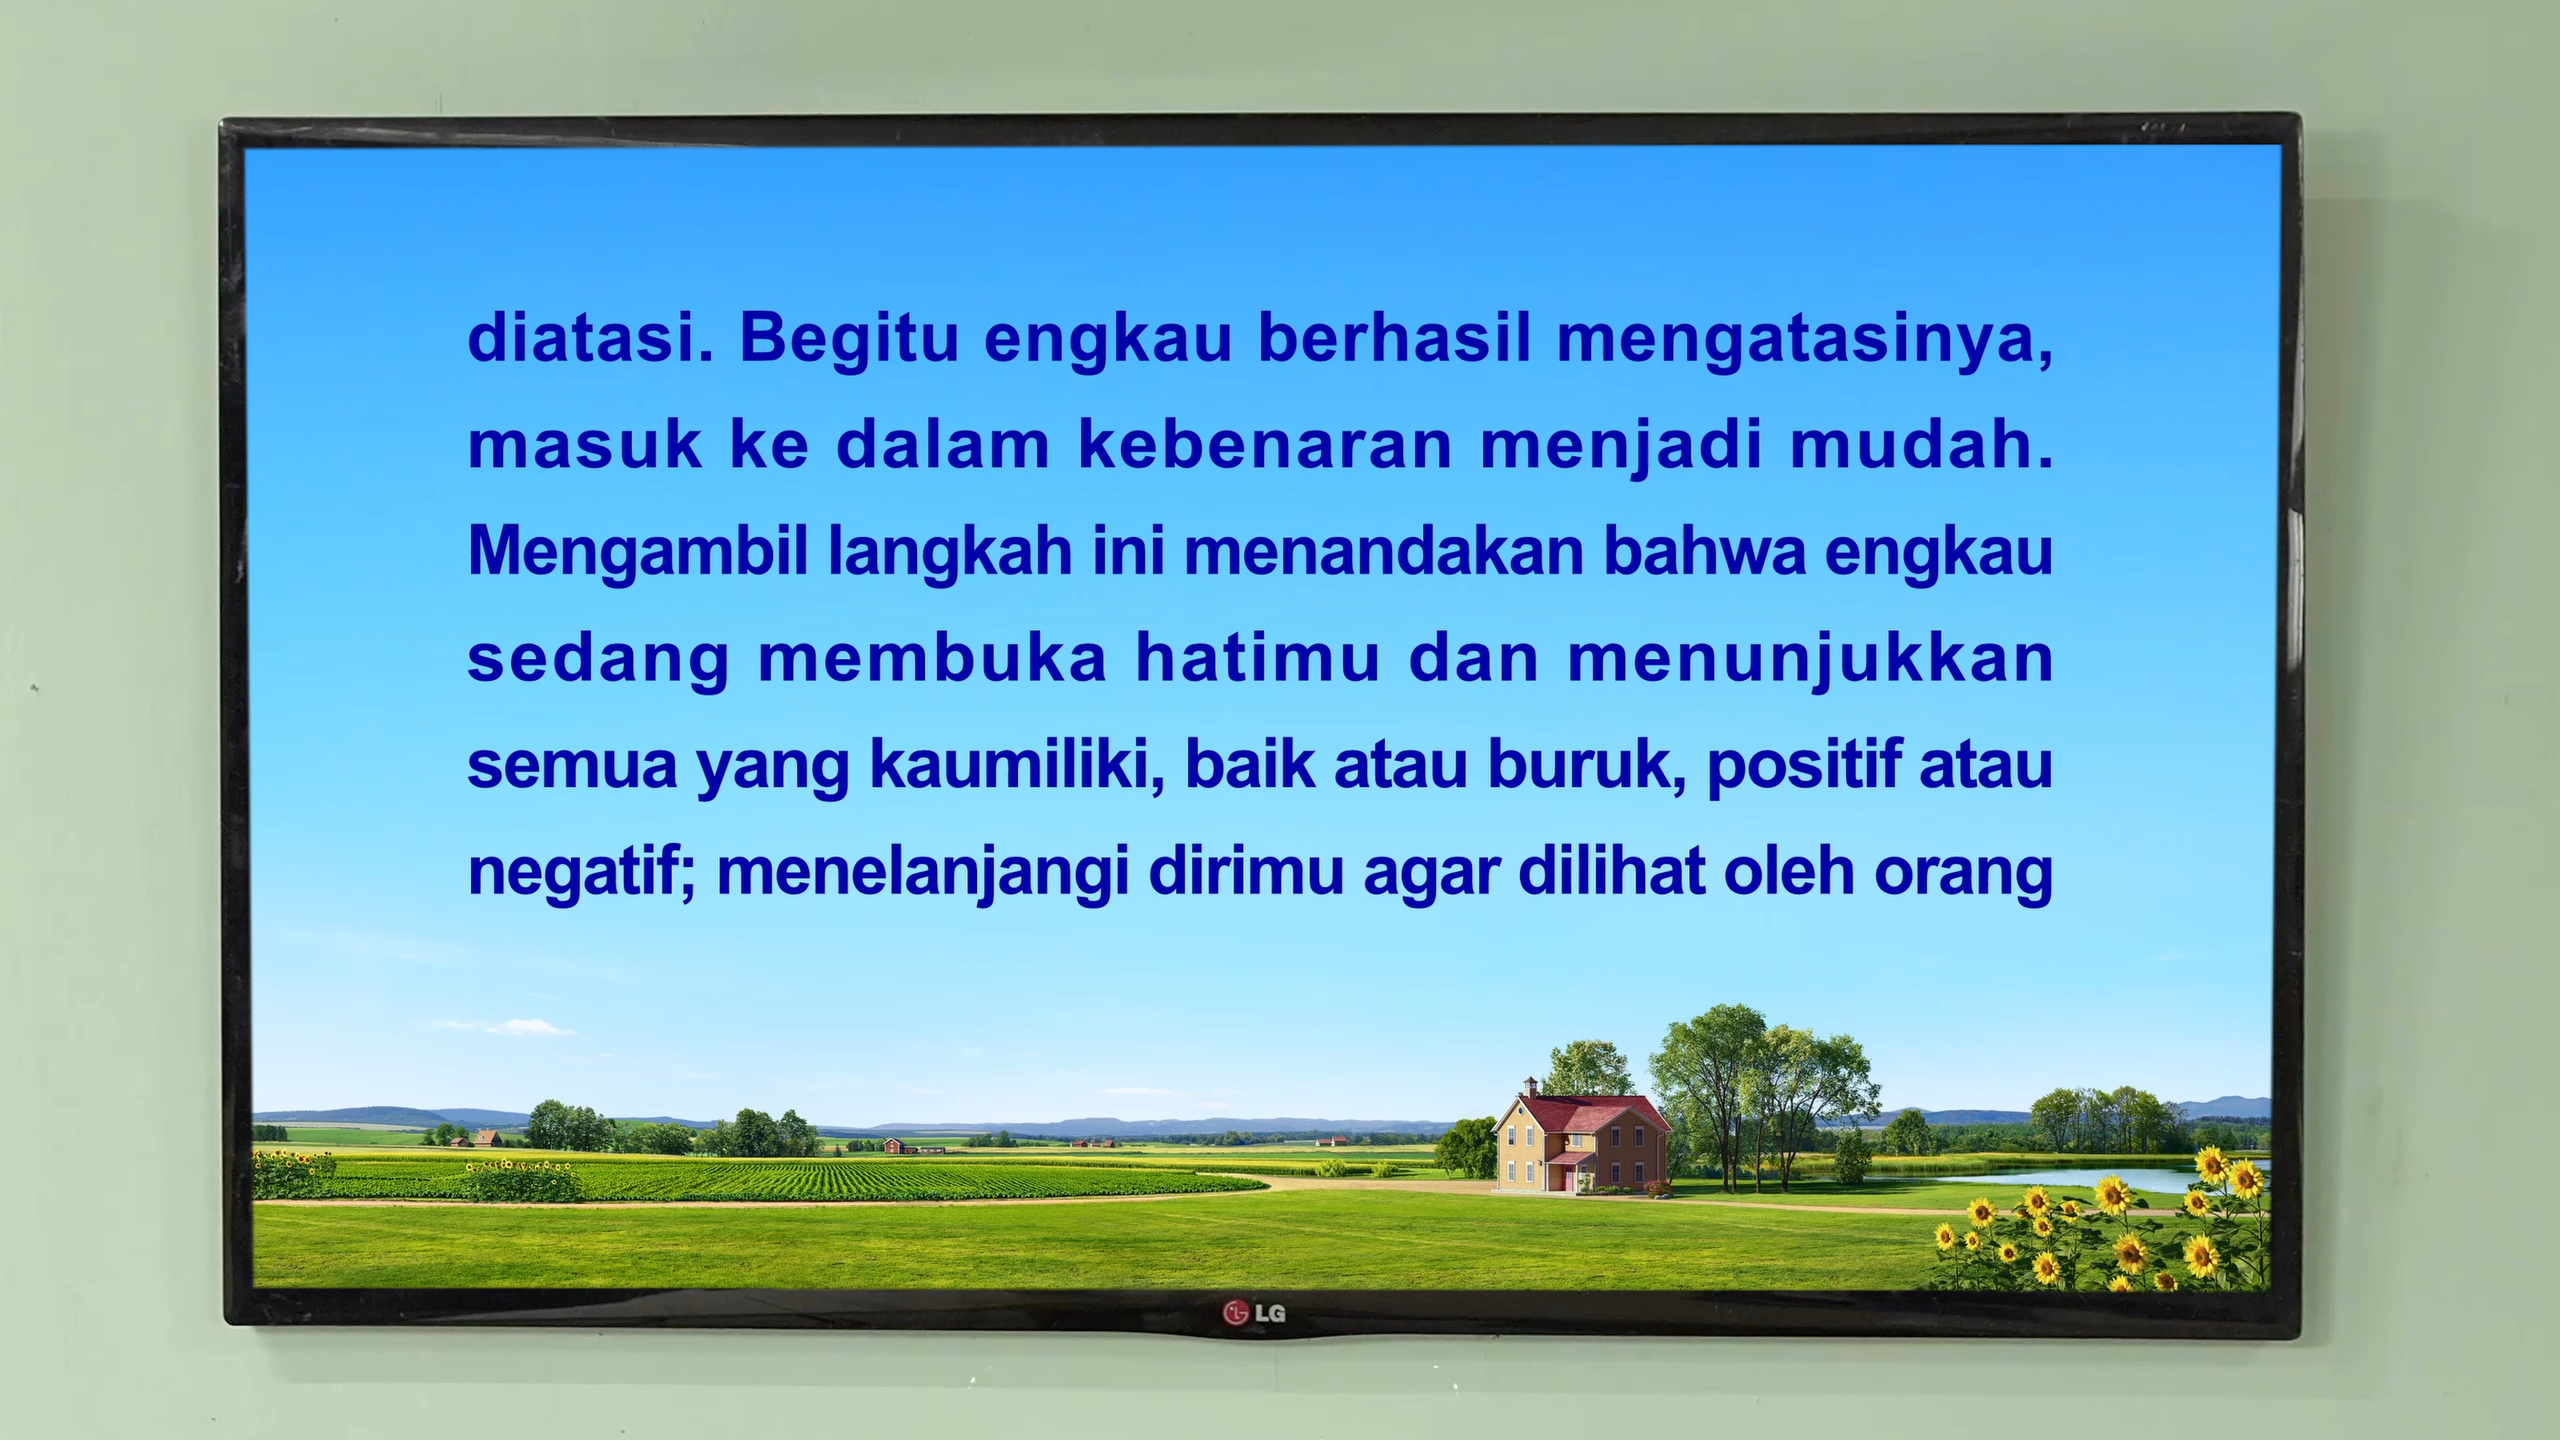 diatasi. Begitu engkau berhasil mengatasinya,
masuk ke dalam kebenaran menjadi mudah.
Mengambil langkah ini menandakan bahwa engkau
sedang membuka hatimu dan menunjukkan
semua yang kaumiliki, baik atau buruk, positif atau
negatif; menelanjangi dirimu agar dilihat oleh orang
LG